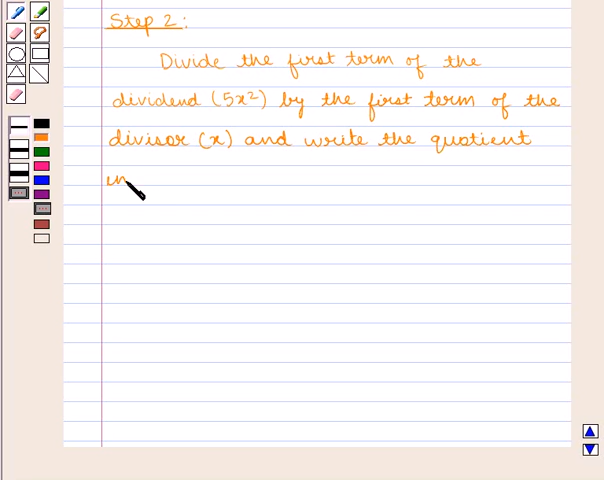 Step 2:
Divide the first term of the
dividend (5x²) by the first term of the
divisor (x) and write the quotient
in